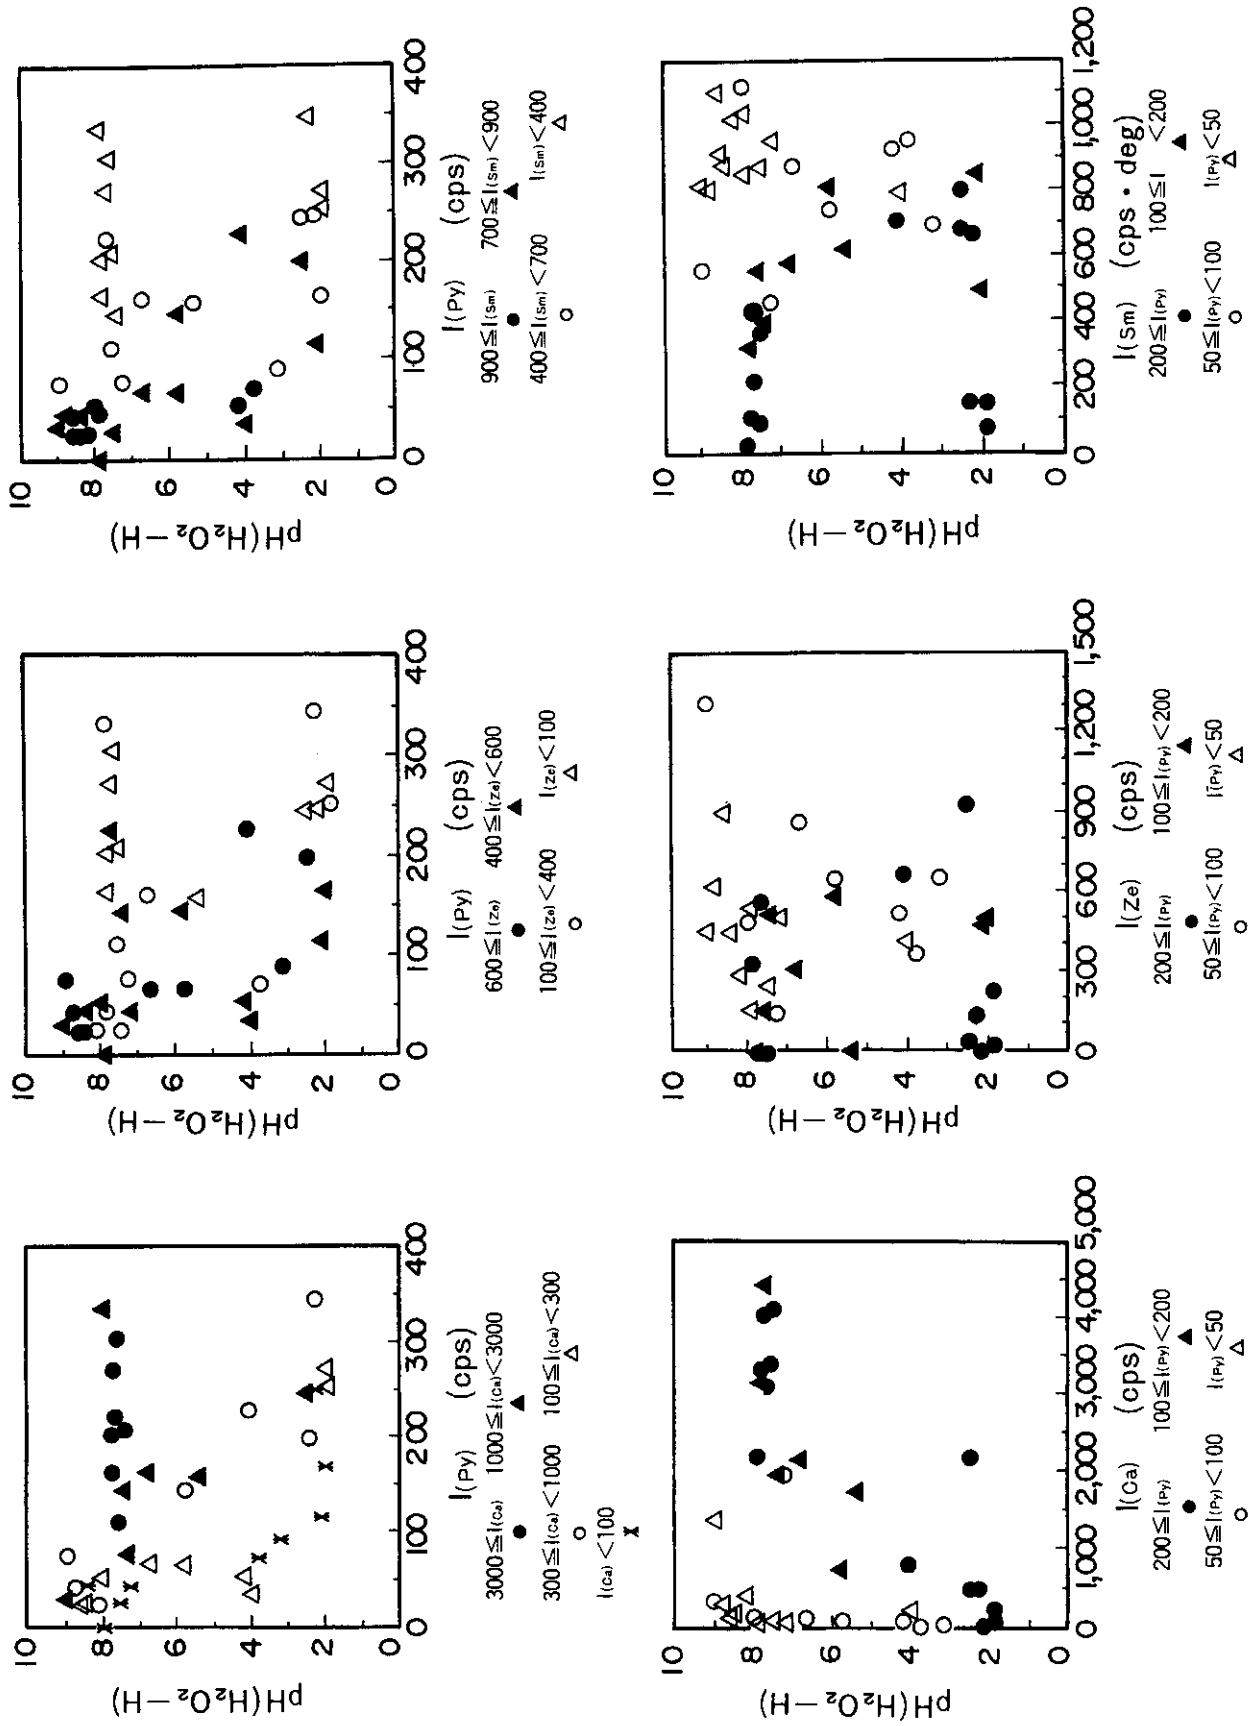 pH(H₂O₂−H)
10
8
6
4
2
0
0 100 200 300 400
I(Py) (cps)
3000≦I(Ca) 1000≦I(Ca)<3000
● ▲
300≦I(Ca)<1000 100≦I(Ca)<300
○ △
I(Ca)<100
×
pH(H₂O₂−H)
10
8
6
4
2
0
0 100 200 300 400
I(Py) (cps)
600≦I(Ze) 400≦I(Ze)<600
● ▲
100≦I(Ze)<400 I(Ze)<100
○ △
pH(H₂O₂−H)
10
8
6
4
2
0
0 100 200 300 400
I(Py) (cps)
900≦I(Sm) 700≦I(Sm)<900
● ▲
400≦I(Sm)<700 I(Sm)<400
○ △
pH(H₂O₂−H)
10
8
6
4
2
0
0 1,000 2,000 3,000 4,000 5,000
I(Ca) (cps)
200≦I(Py) 100≦I(Py)<200
● ▲
50≦I(Py)<100 I(Py)<50
○ △
pH(H₂O₂−H)
10
8
6
4
2
0
0 300 600 900 1,200 1,500
I(Ze) (cps)
200≦I(Py) 100≦I(Py)<200
● ▲
50≦I(Py)<100 I(Py)<50
○ △
pH(H₂O₂−H)
10
8
6
4
2
0
0 200 400 600 800 1,000 1,200
I(Sm) (cps・deg)
200≦I(Py) 100≦I <200
● ▲
50≦I(Py)<100 I(Py)<50
○ △